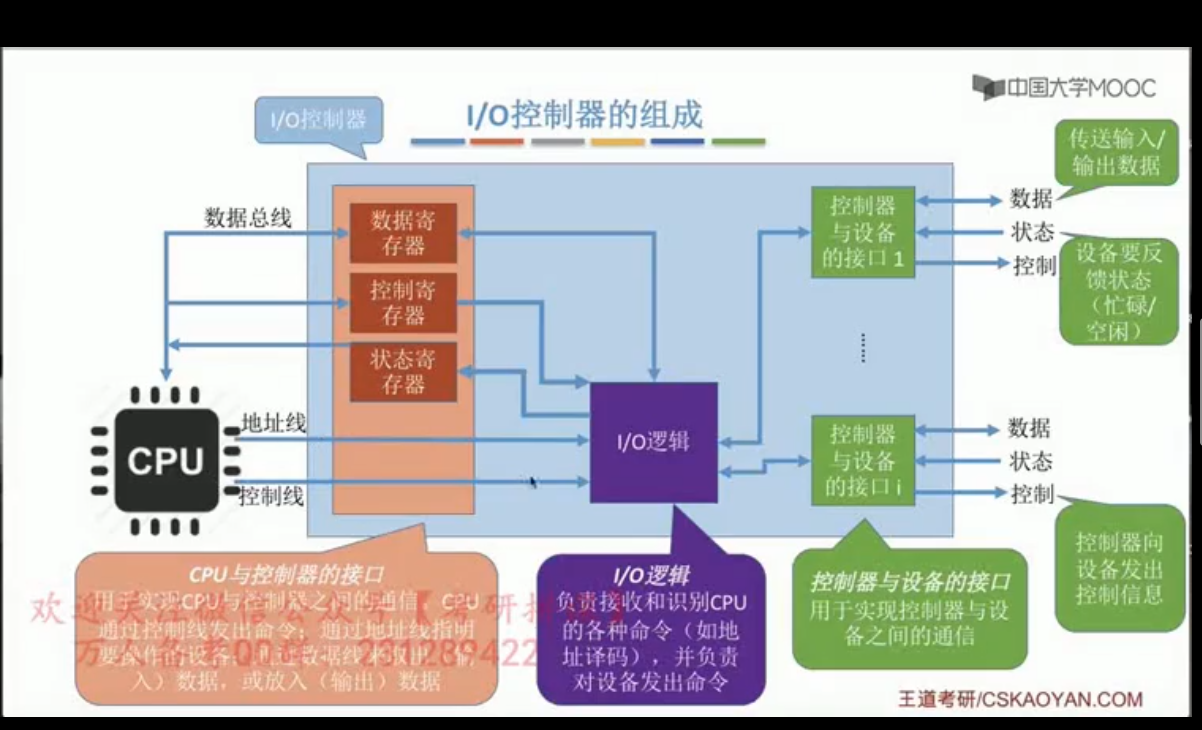 中国大学MOOC
I/O控制器的组成
I/O控制器
传送输入/
输出数据
数据总线
数据寄
存器
控制寄
存器
状态寄
存器
控制器
与设备
的接口 1
数据
状态
控制
设备要反
馈状态
（忙碌/
空闲）
CPU
地址线
控制线
I/O逻辑
控制器
与设备
的接口 i
数据
状态
控制
控制器向
设备发出
控制信息
CPU与控制器的接口
用于实现CPU与控制器之间的通信，CPU
通过控制线发出命令；通过地址线指明
要操作的设备；通过数据线来取出（输
入）数据，或放入（输出）数据
I/O逻辑
负责接收和识别CPU
的各种命令（如地
址译码），并负责
对设备发出命令
控制器与设备的接口
用于实现控制器与设
备之间的通信
王道考研/CSKAOYAN.COM